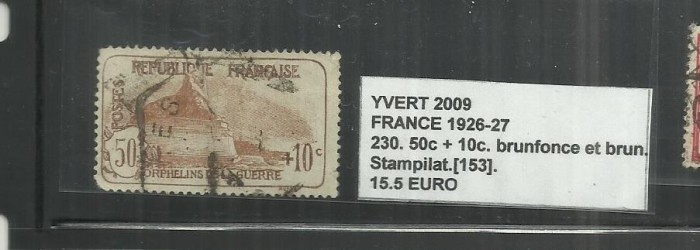 REPUBLIQUE FRANÇAISE
POSTES
50
+10c
ORPHELINS DE LA GUERRE
YVERT 2009
FRANCE 1926-27
230. 50c + 10c. brunfonce et brun.
Stampilat.[153].
15.5 EURO